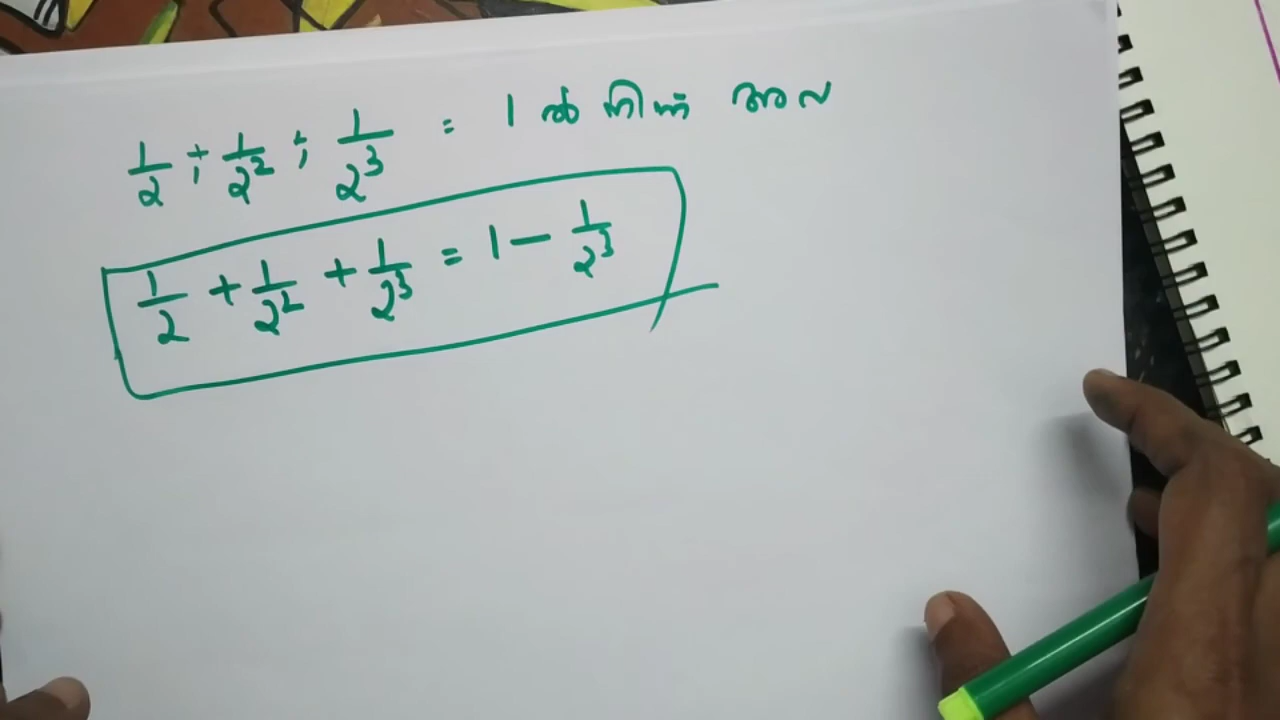 1/2 + 1/2² + 1/2³ = 1 ൽ നിന്ന്
1/2 + 1/2² + 1/2³ = 1 − 1/2³